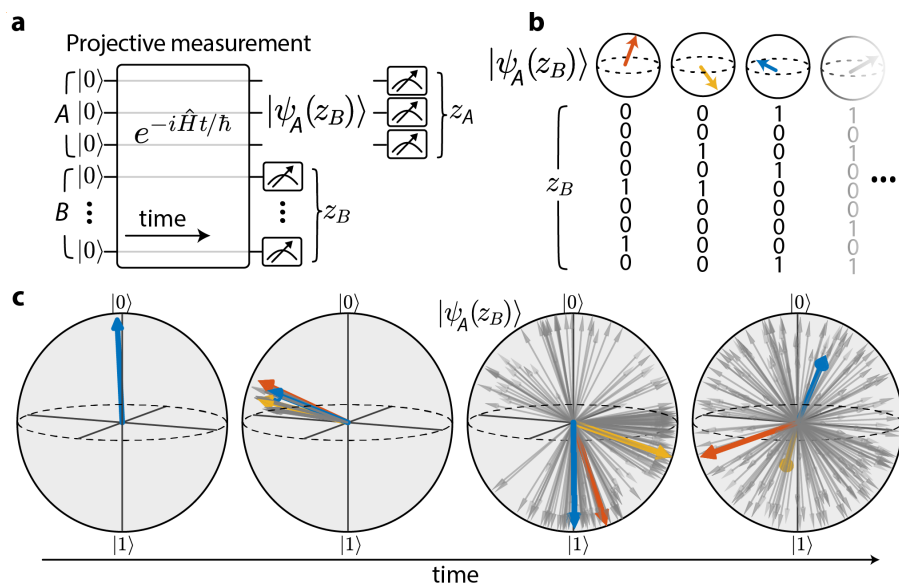 a
Projective measurement
A
|0⟩
|0⟩
|0⟩
B
|0⟩
|0⟩
e^{-iĤt/ħ}
time
|ψ_A(z_B)⟩
z_A
z_B
b
|ψ_A(z_B)⟩
z_B
0 0 1 1
0 0 0 0
0 1 0 1
0 0 1 0
1 1 0 0
0 0 0 0
0 0 0 1
1 0 0 0
0 0 1 1
...
c
|0⟩ |0⟩ |0⟩ |0⟩
|ψ_A(z_B)⟩
|1⟩ |1⟩ |1⟩ |1⟩
time